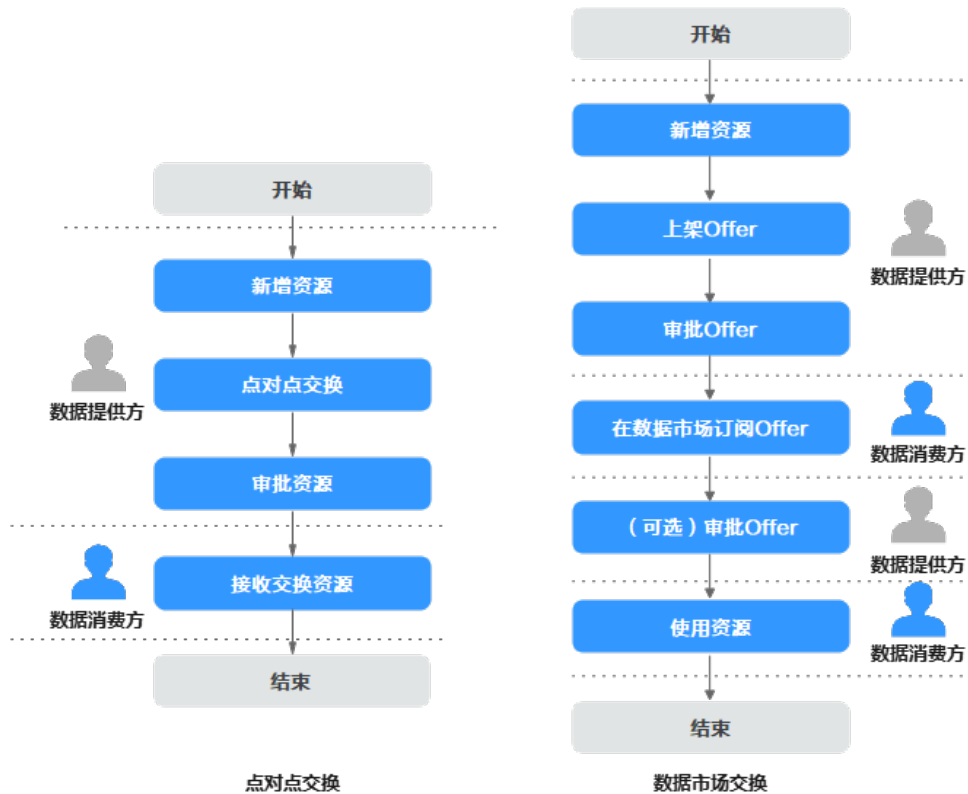 开始
新增资源
点对点交换
数据提供方
审批资源
接收交换资源
数据消费方
结束
点对点交换
开始
新增资源
上架Offer
数据提供方
审批Offer
在数据市场订阅Offer
数据消费方
（可选）审批Offer
数据提供方
使用资源
数据消费方
结束
数据市场交换